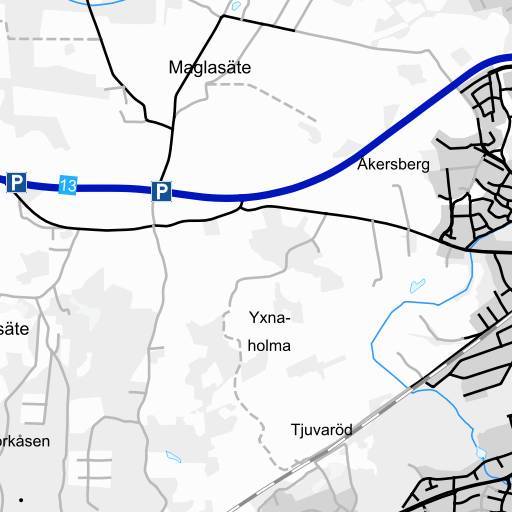 Maglasäte
Åkersberg
P
13
P
Yxna-
holma
säte
Tjuvaröd
orkåsen